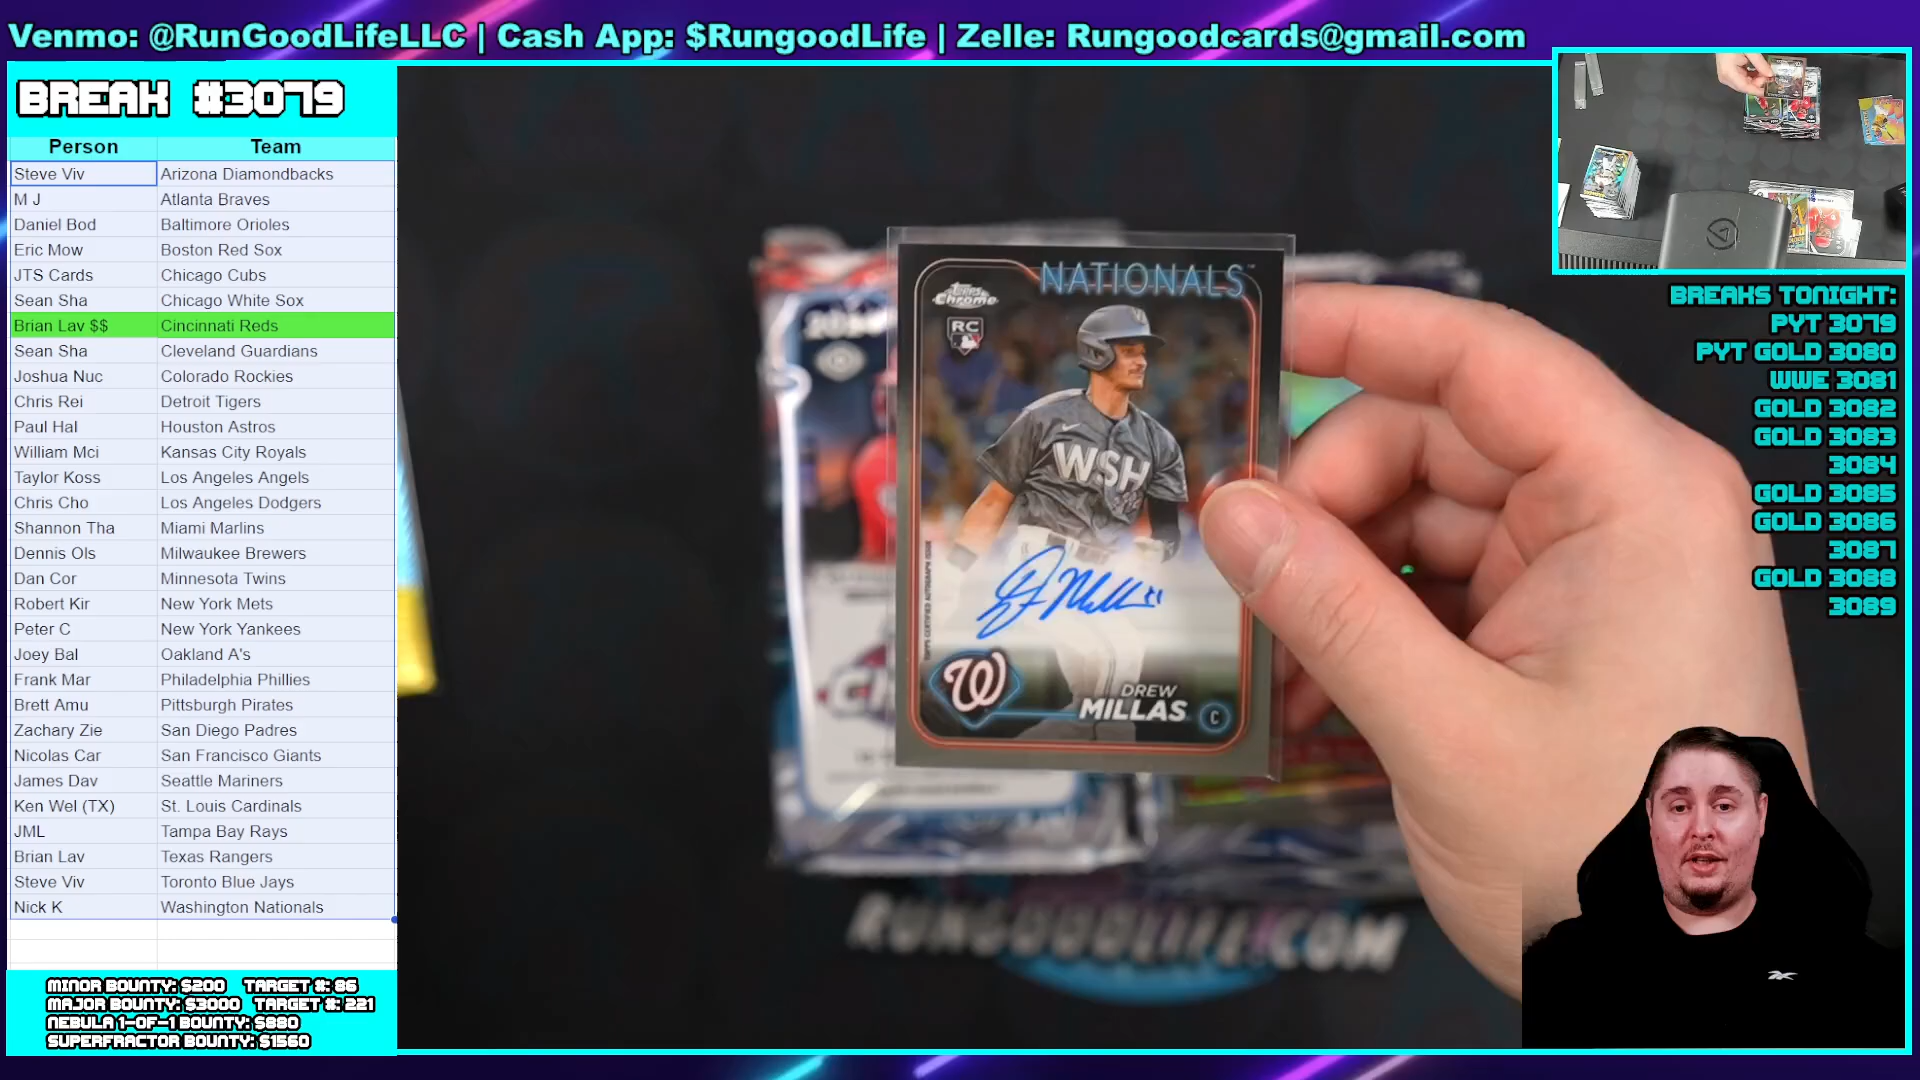 Venmo: @RunGoodLifeLLC | Cash App: $RungoodLife | Zelle: Rungoodcards@gmail.com
BREAK #3079
Person Team
Steve Viv Arizona Diamondbacks
M J Atlanta Braves
Daniel Bod Baltimore Orioles
Eric Mow Boston Red Sox
JTS Cards Chicago Cubs
Sean Sha Chicago White Sox
Brian Lav $$ Cincinnati Reds
Sean Sha Cleveland Guardians
Joshua Nuc Colorado Rockies
Chris Rei Detroit Tigers
Paul Hal Houston Astros
William Mci Kansas City Royals
Taylor Koss Los Angeles Angels
Chris Cho Los Angeles Dodgers
Shannon Tha Miami Marlins
Dennis Ols Milwaukee Brewers
Dan Cor Minnesota Twins
Robert Kir New York Mets
Peter C New York Yankees
Joey Bal Oakland A's
Frank Mar Philadelphia Phillies
Brett Amu Pittsburgh Pirates
Zachary Zie San Diego Padres
Nicolas Car San Francisco Giants
James Dav Seattle Mariners
Ken Wel (TX) St. Louis Cardinals
JML Tampa Bay Rays
Brian Lav Texas Rangers
Steve Viv Toronto Blue Jays
Nick K Washington Nationals
MINOR BOUNTY: $200 TARGET #: 86
MAJOR BOUNTY: $3000 TARGET #: 221
NEBULA 1-OF-1 BOUNTY: $880
SUPERFRACTOR BOUNTY: $1560
NATIONALS
Topps Chrome
RC
WSH
TOPPS CERTIFIED AUTOGRAPH ISSUE
W
DREW
MILLAS
C
RUNGOODLIFE.COM
BREAKS TONIGHT:
PYT 3079
PYT GOLD 3080
WWE 3081
GOLD 3082
GOLD 3083
3084
GOLD 3085
GOLD 3086
3087
GOLD 3088
3089